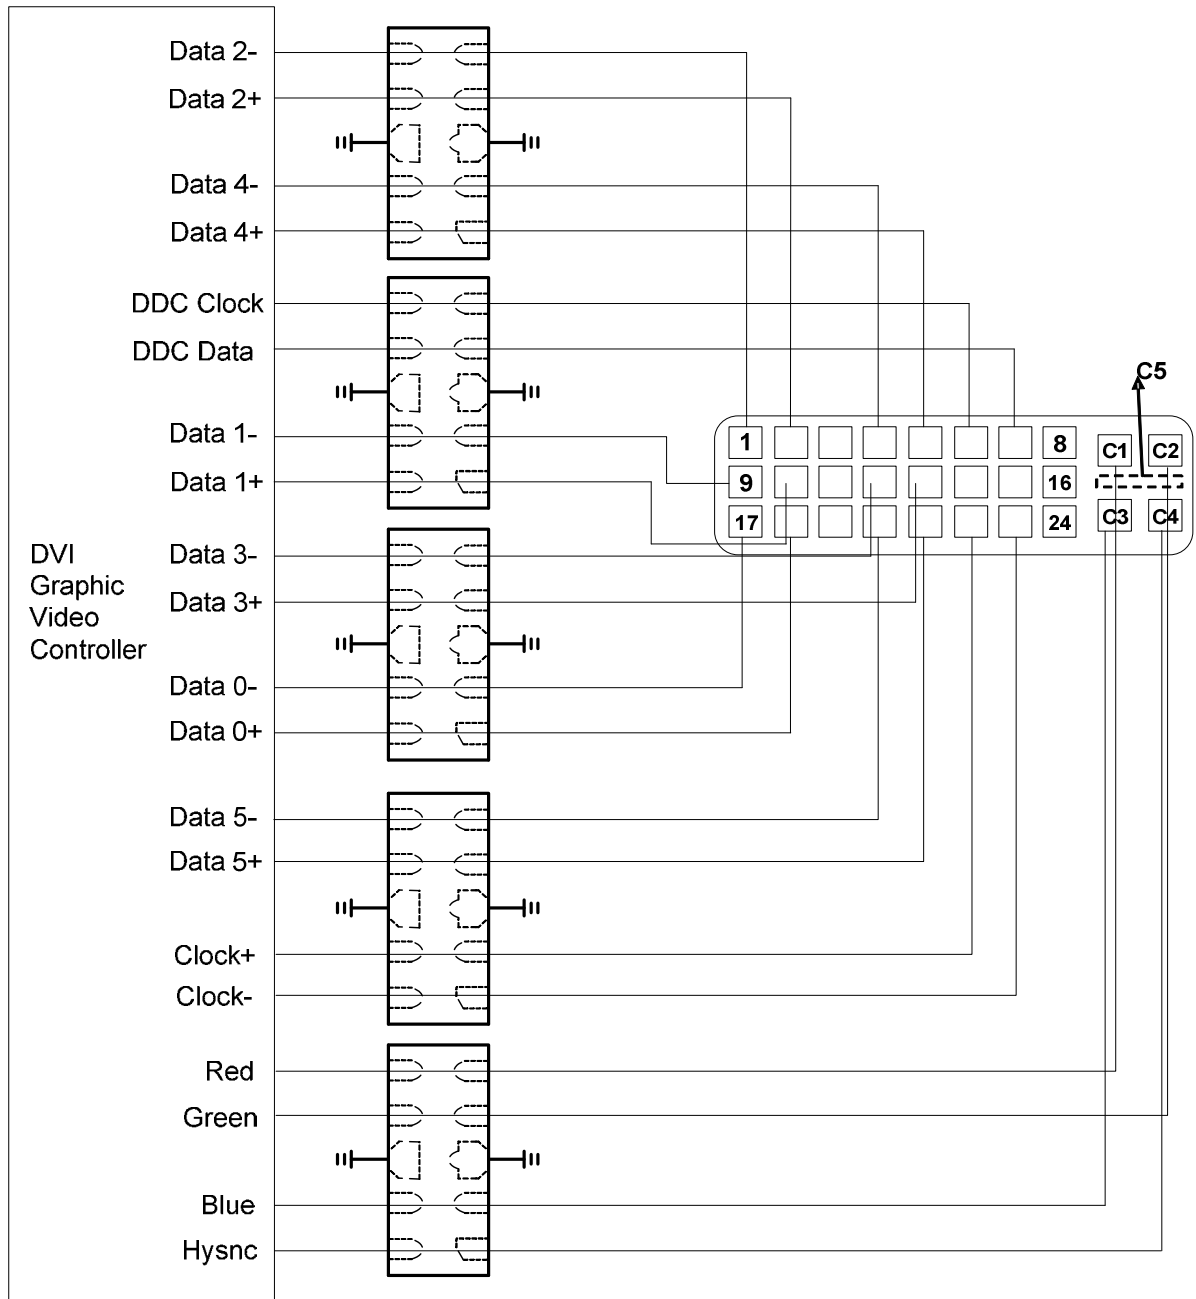 Data 2-
Data 2+
Data 4-
Data 4+
DDC Clock
DDC Data
Data 1-
Data 1+
DVI
Graphic
Video
Controller
Data 3-
Data 3+
Data 0-
Data 0+
Data 5-
Data 5+
Clock+
Clock-
Red
Green
Blue
Hysnc
C5
1
8
C1
C2
9
16
17
24
C3
C4